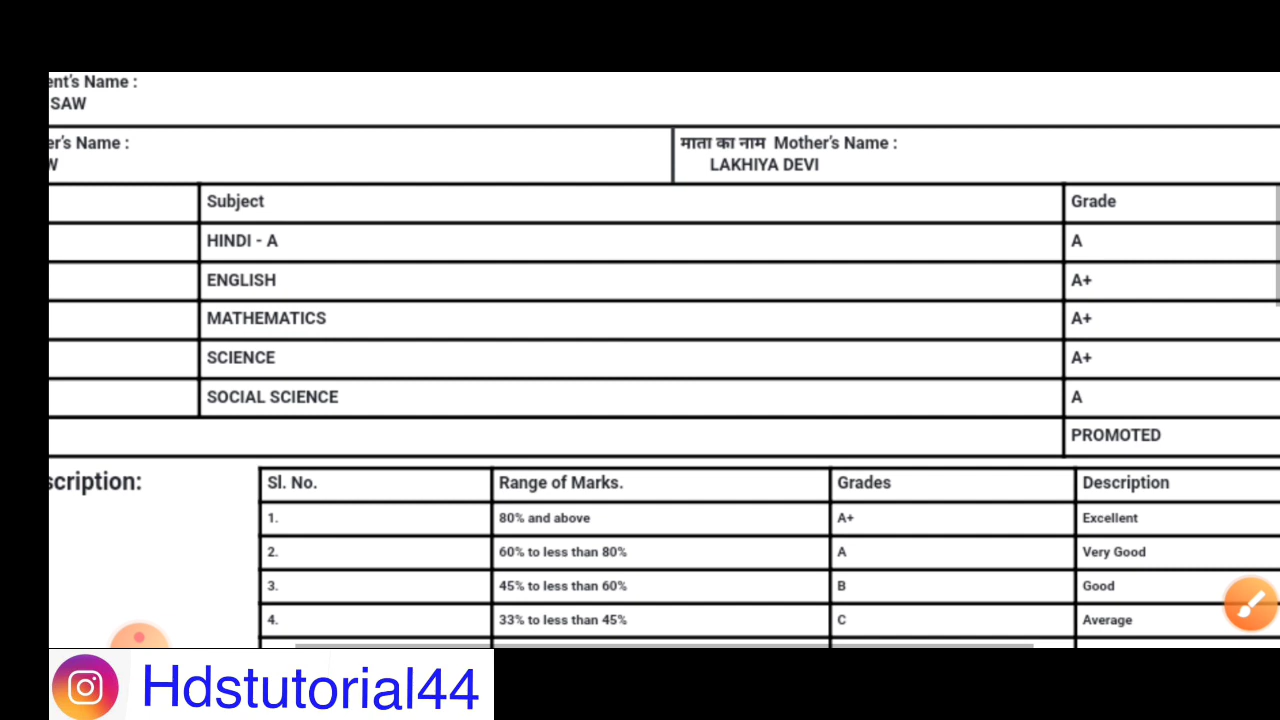 ent's Name :
SAW
er's Name :
W
माता का नाम Mother's Name :
LAKHIYA DEVI
Subject Grade
HINDI - A A
ENGLISH A+
MATHEMATICS A+
SCIENCE A+
SOCIAL SCIENCE A
PROMOTED
scription:
Sl. No. Range of Marks. Grades Description
1. 80% and above A+ Excellent
2. 60% to less than 80% A Very Good
3. 45% to less than 60% B Good
4. 33% to less than 45% C Average
Hdstutorial44